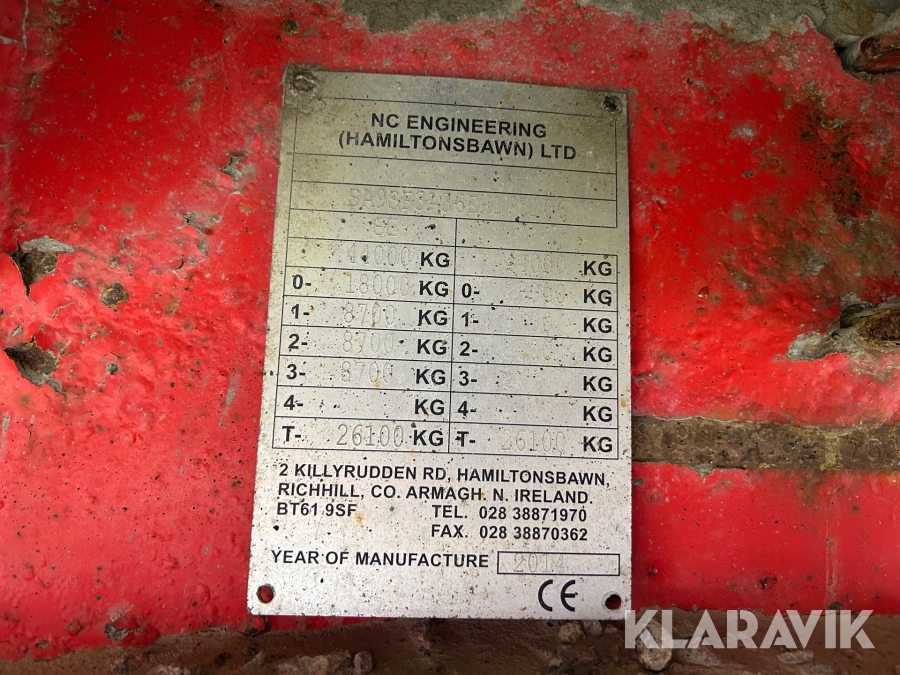 NC ENGINEERING
(HAMILTONSBAWN) LTD
44000 KG KG
0- 18000 KG 0- KG
1- 8700 KG 1- KG
2- 8700 KG 2- KG
3- 8700 KG 3- KG
4- KG 4- KG
T- 26100 KG T- 26100 KG
2 KILLYRUDDEN RD, HAMILTONSBAWN,
RICHHILL, CO. ARMAGH. N. IRELAND.
BT61 9SF TEL. 028 38871970
FAX. 028 38870362
YEAR OF MANUFACTURE 2014
CE
KLARAVIK